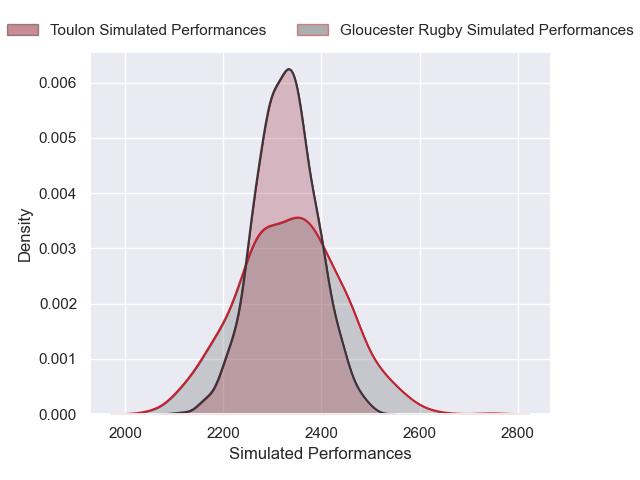 Toulon Simulated Performances
Gloucester Rugby Simulated Performances
0.006
0.005
0.004
0.003
0.002
0.001
0.000
Density
2000 2200 2400 2600 2800
Simulated Performances